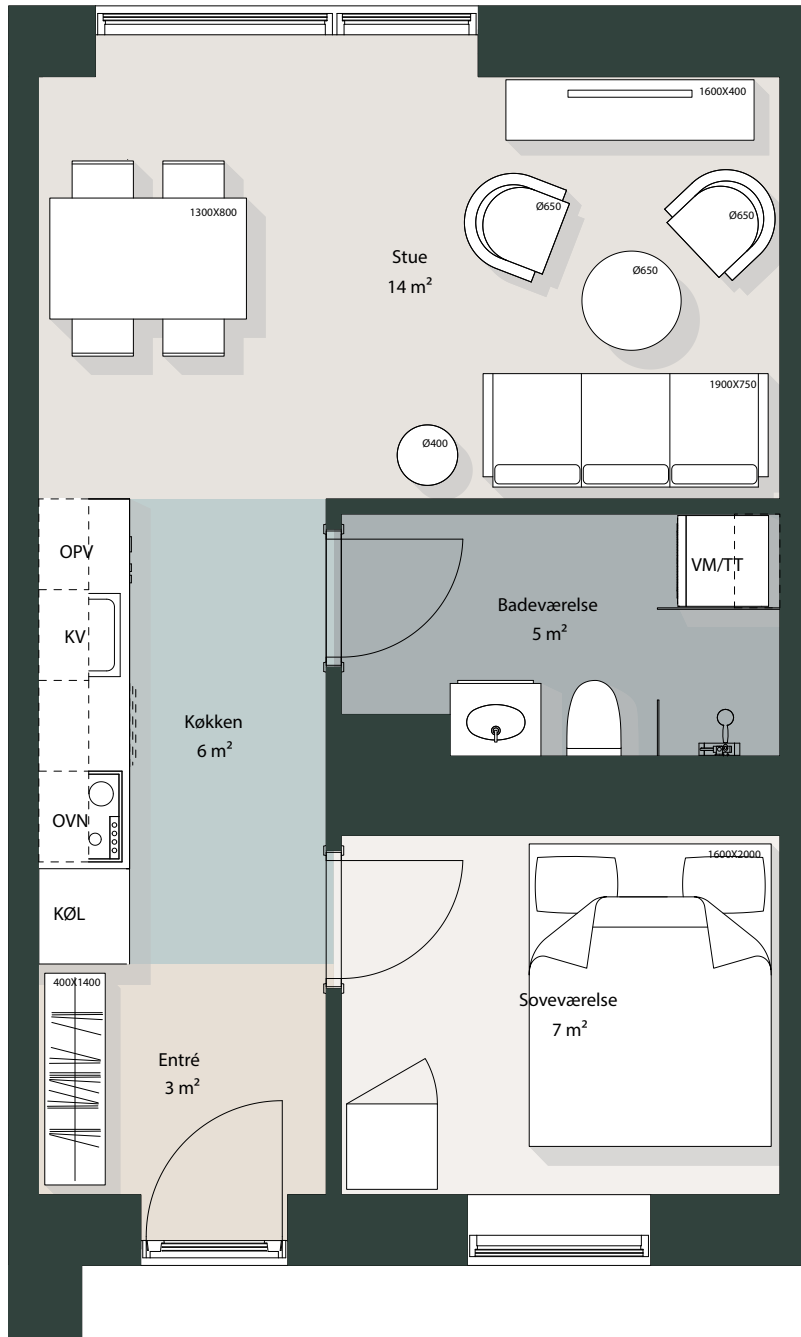 1600X400
1300X800
Ø650
Ø650
Stue
14 m²
Ø650
1900X750
Ø400
OPV
VM/TT
Badeværelse
5 m²
KV
Køkken
6 m²
OVN
1600X2000
KØL
400X1400
Soveværelse
7 m²
Entré
3 m²